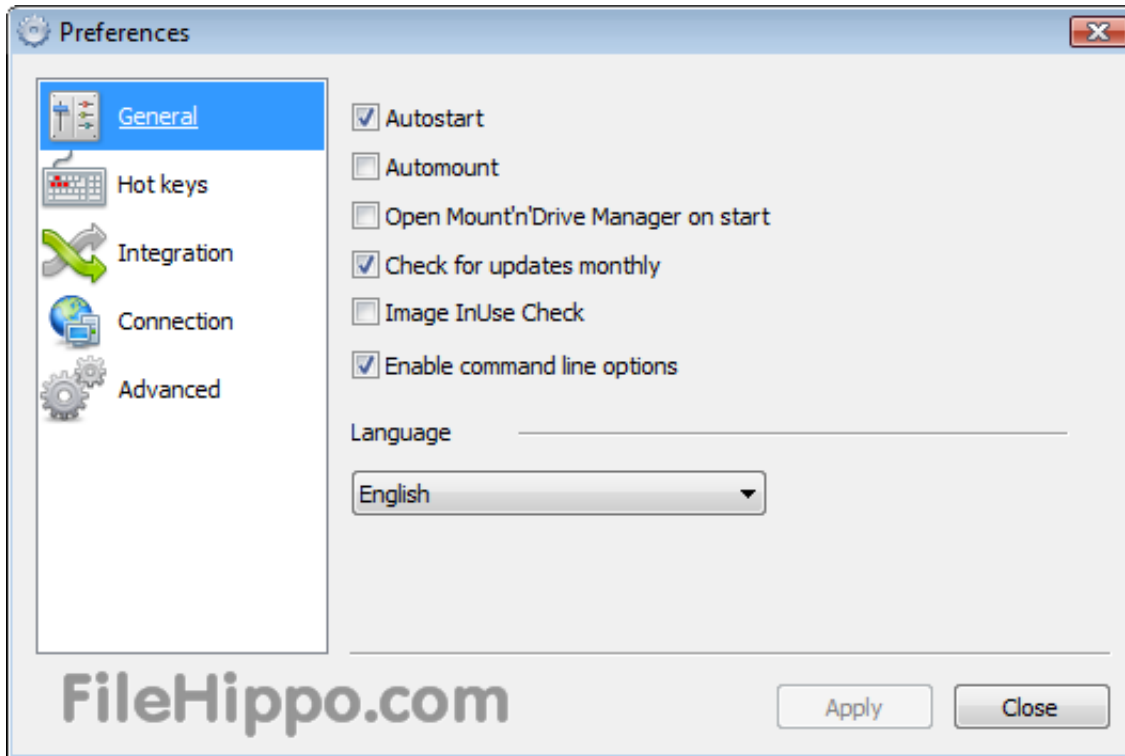 Preferences
General
Hot keys
Integration
Connection
Advanced
Autostart
Automount
Open Mount'n'Drive Manager on start
Check for updates monthly
Image InUse Check
Enable command line options
Language
English
FileHippo.com
Apply
Close